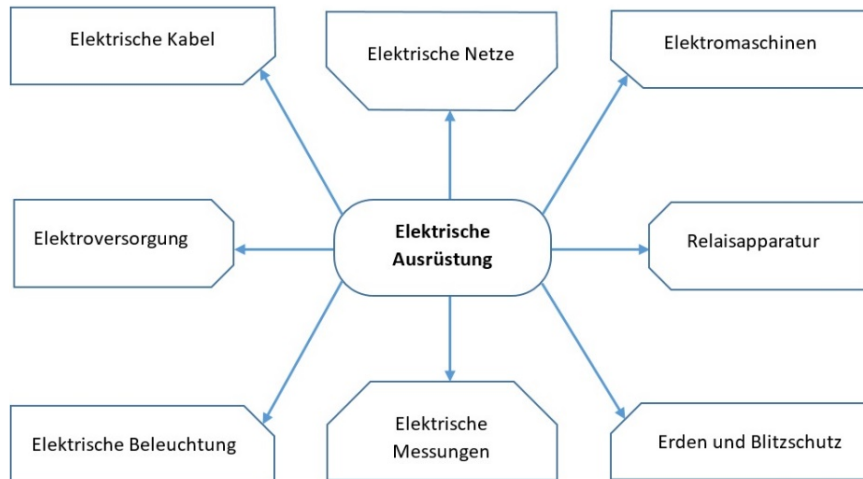 Elektrische Kabel
Elektrische Netze
Elektromaschinen
Elektroversorgung
Elektrische
Ausrüstung
Relaisapparatur
Elektrische Beleuchtung
Elektrische
Messungen
Erden und Blitzschutz